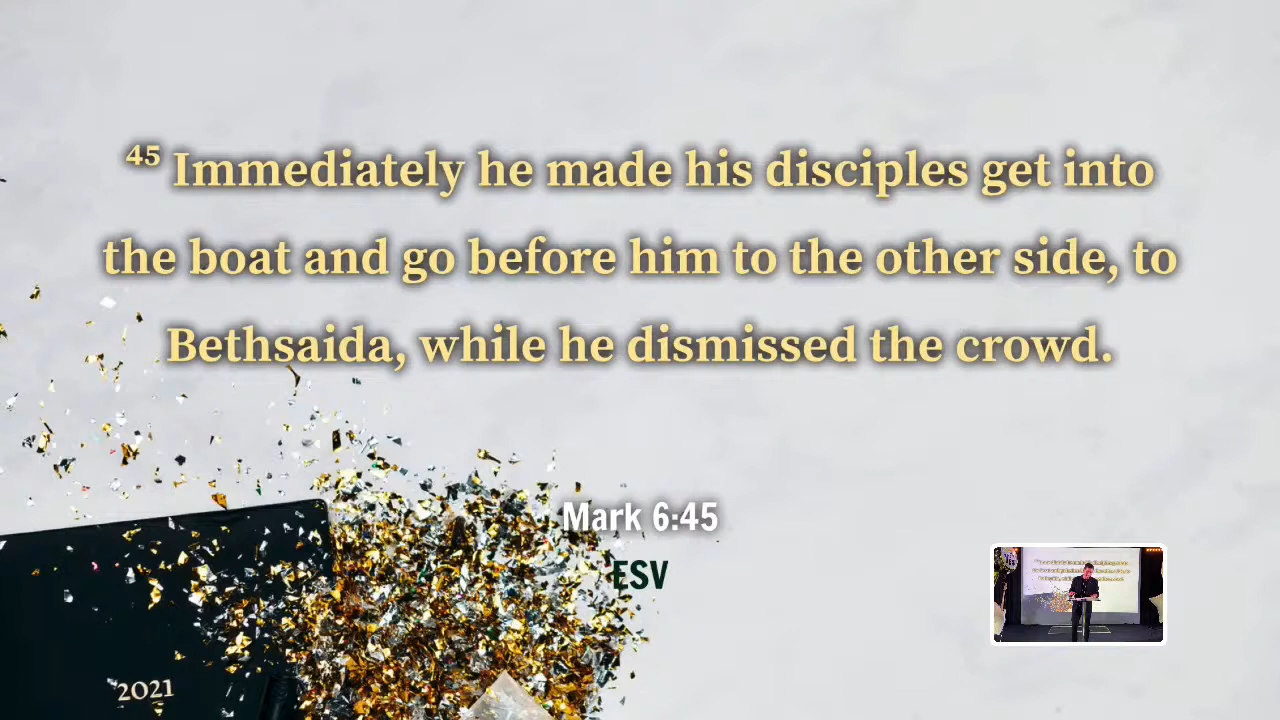 45 Immediately he made his disciples get into
the boat and go before him to the other side, to
Bethsaida, while he dismissed the crowd.
Mark 6:45
ESV
2021